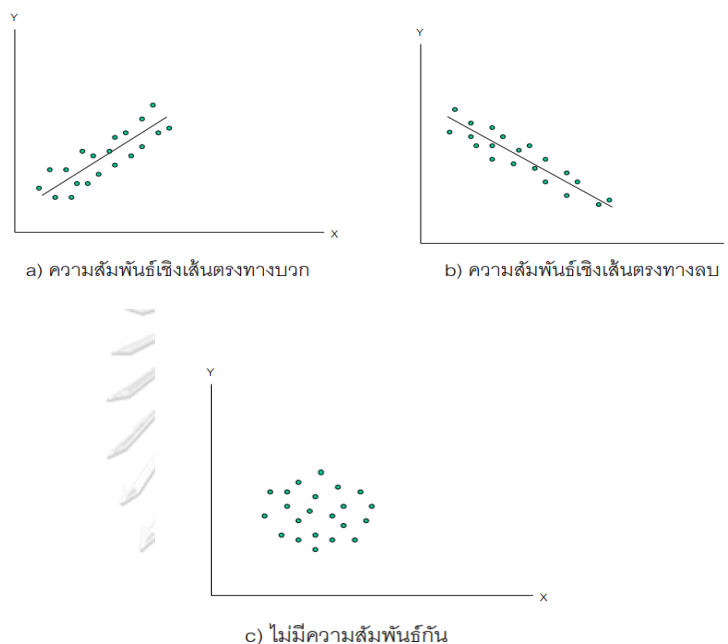 Y
X
a) ความสัมพันธ์เชิงเส้นตรงทางบวก
Y
b) ความสัมพันธ์เชิงเส้นตรงทางลบ
Y
X
c) ไม่มีความสัมพันธ์กัน